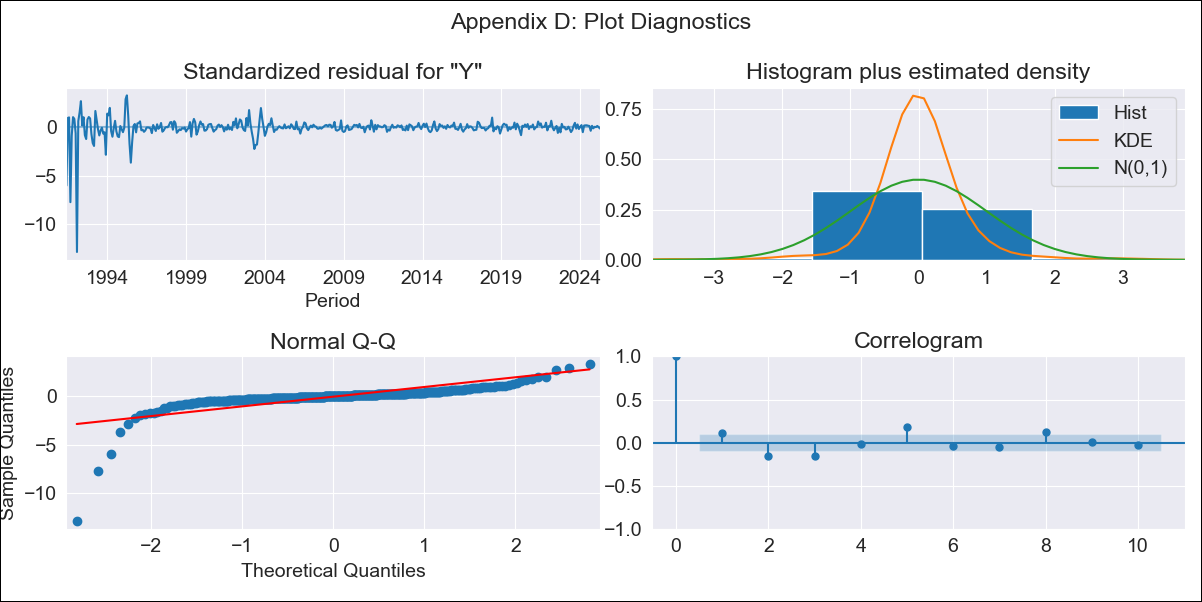 Appendix D: Plot Diagnostics
Standardized residual for "Y"
0
−5
−10
1994 1999 2004 2009 2014 2019 2024
Period
Histogram plus estimated density
0.75
0.50
0.25
0.00
Hist
KDE
N(0,1)
−3 −2 −1 0 1 2 3
Normal Q-Q
Sample Quantiles
0
−5
−10
−2 −1 0 1 2
Theoretical Quantiles
Correlogram
1.0
0.5
0.0
−0.5
−1.0
0 2 4 6 8 10